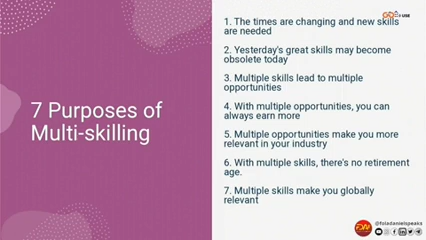 7 Purposes of
Multi-skilling
1. The times are changing and new skills
are needed
2. Yesterday's great skills may become
obsolete today
3. Multiple skills lead to multiple
opportunities
4. With multiple opportunities, you can
always earn more
5. Multiple opportunities make you more
relevant in your industry
6. With multiple skills, there's no retirement
age.
7. Multiple skills make you globally
relevant
@foladanielspeaks